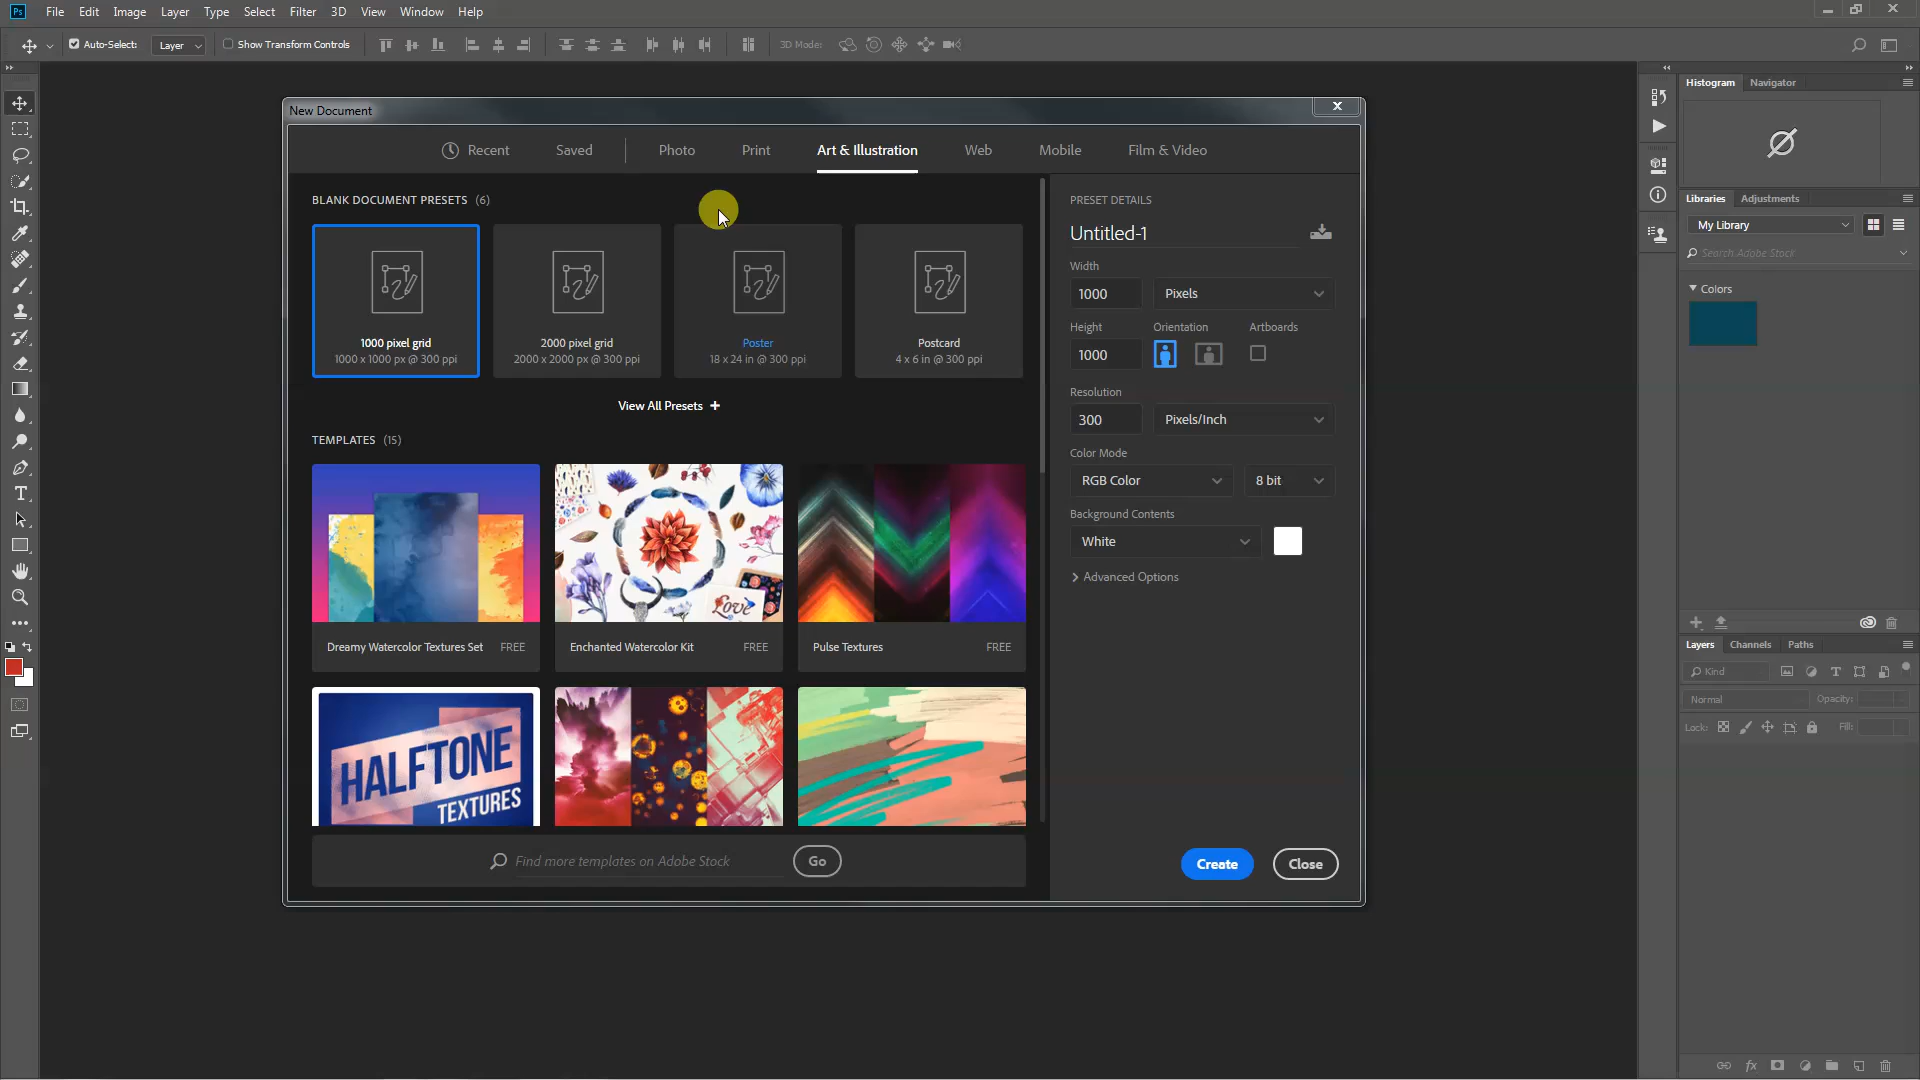 Ps File Edit Image Layer Type Select Filter 3D View Window Help
Auto-Select: Layer Show Transform Controls 3D Mode:
New Document
Recent Saved Photo Print Art & Illustration Web Mobile Film & Video
BLANK DOCUMENT PRESETS (6)
1000 pixel grid
1000 x 1000 px @ 300 ppi
2000 pixel grid
2000 x 2000 px @ 300 ppi
Poster
18 x 24 in @ 300 ppi
Postcard
4 x 6 in @ 300 ppi
View All Presets +
TEMPLATES (15)
Love
Dreamy Watercolor Textures Set FREE
Enchanted Watercolor Kit FREE
Pulse Textures FREE
HALFTONE
TEXTURES
Find more templates on Adobe Stock Go
PRESET DETAILS
Untitled-1
Width
1000 Pixels
Height Orientation Artboards
1000
Resolution
300 Pixels/Inch
Color Mode
RGB Color 8 bit
Background Contents
White
Advanced Options
Create Close
Histogram Navigator
Libraries Adjustments
My Library
Search Adobe Stock
Colors
Layers Channels Paths
Kind
Normal Opacity:
Lock: Fill: